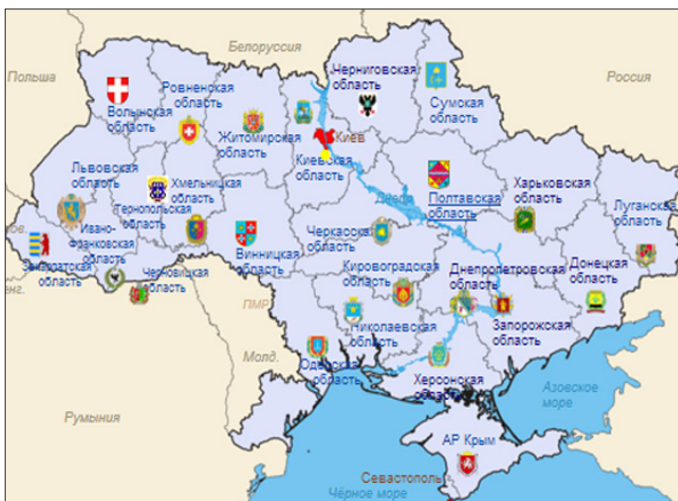 Белоруссия
Польша
Россия
Черниговская
область
Сумская
область
Ровненская
область
Волынская
область
Житомирская
область
Киев
Киевская
область
Львовская
область
Хмельницкая
область
Тернопольская
область
Ивано-
Франковская
область
Закарпатская
область
Черновицкая
область
Винницкая
область
Черкасская
область
Днепр
Полтавская
область
Харьковская
область
Луганская
область
Кировоградская
область
Днепропетровская
область
Донецкая
область
Запорожская
область
Николаевская
область
Одесская
область
Херсонская
область
ПМР
Молд.
Румыния
Азовское
море
АР Крым
Севастополь
Чёрное море